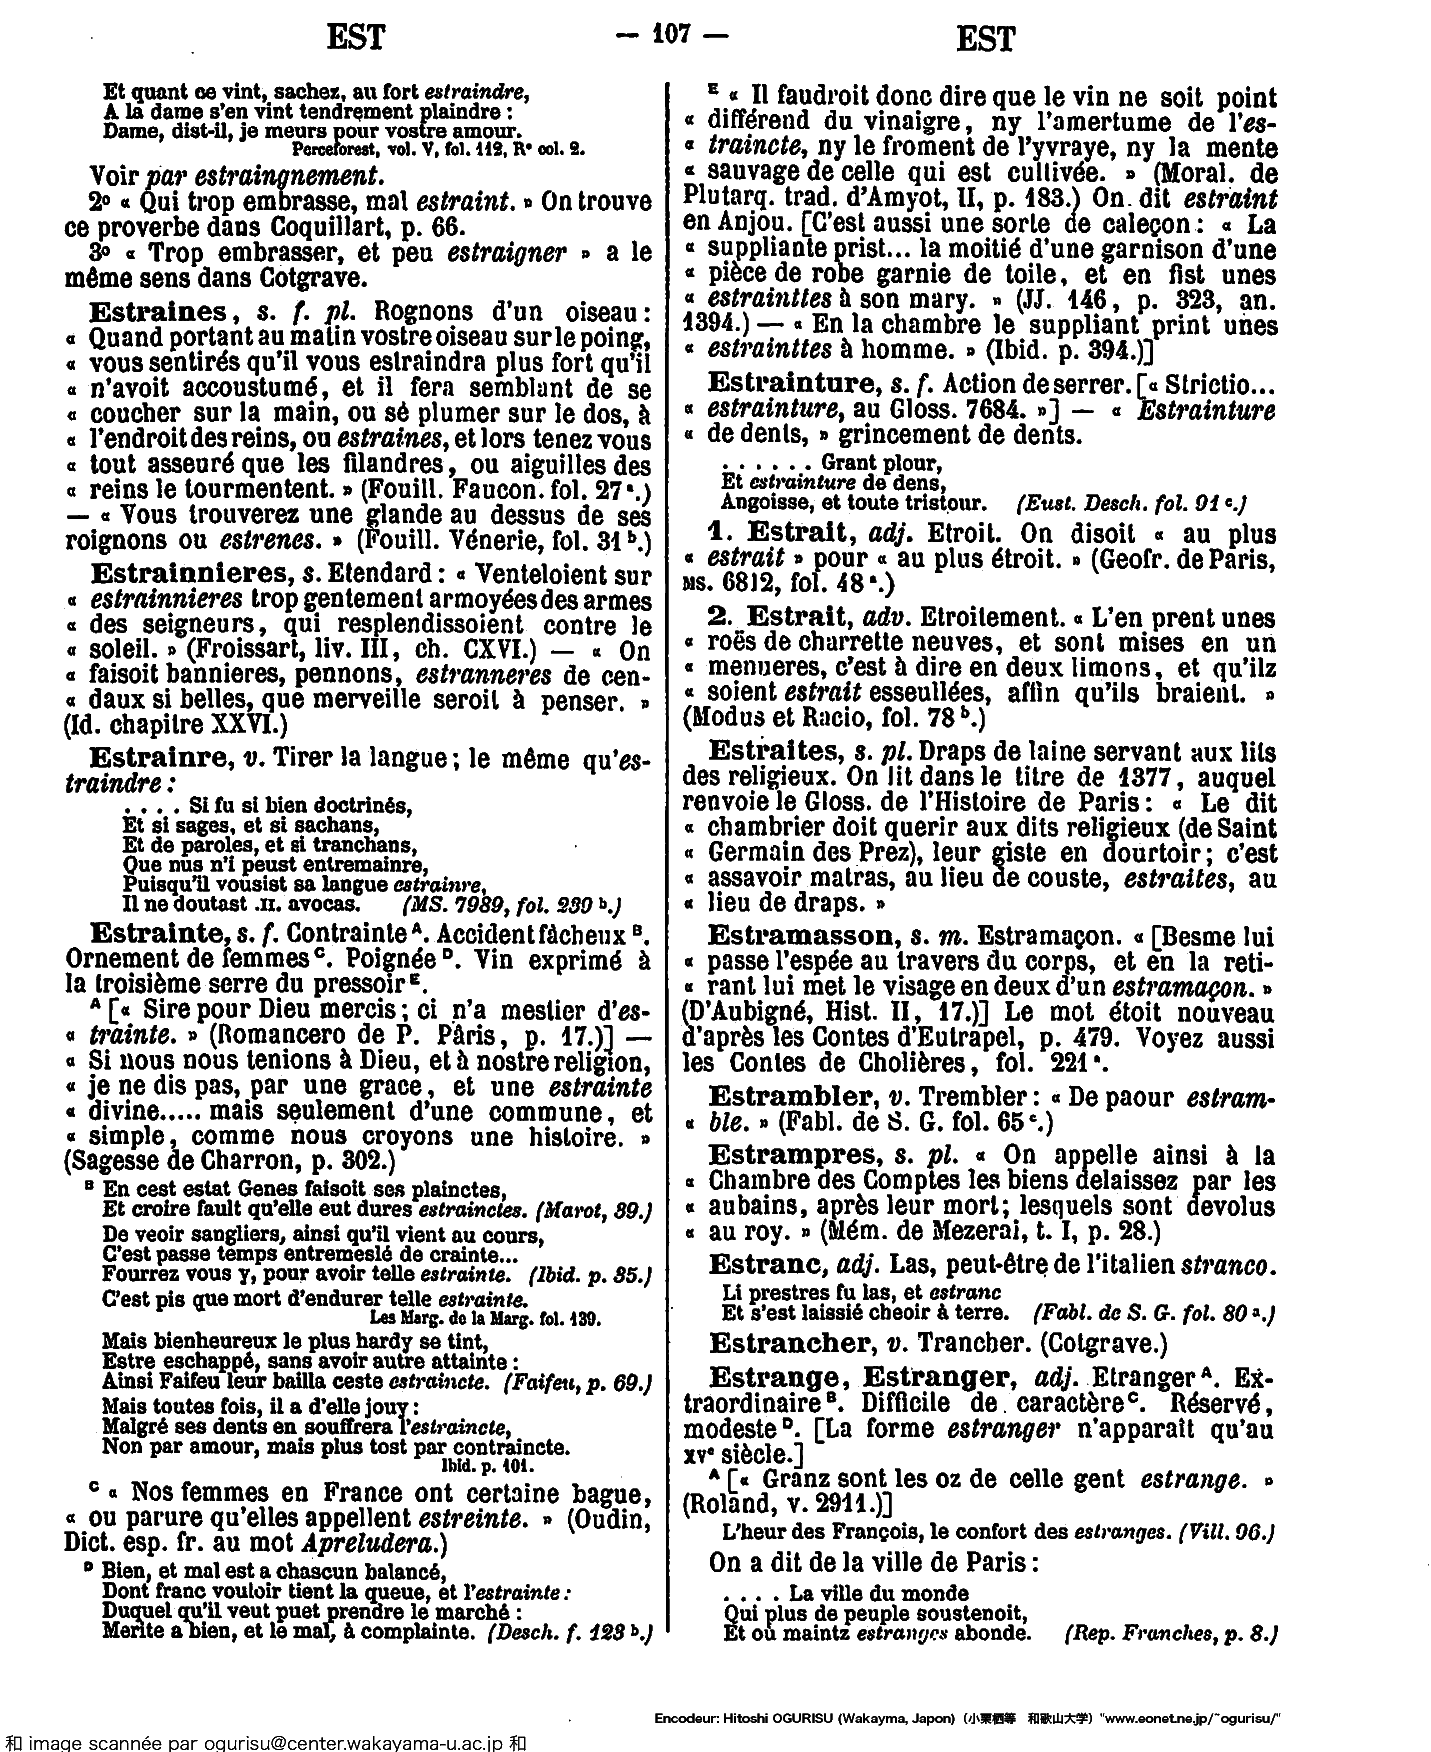 EST — 107 — EST
Et quant ce vint, sachez, au fort estraindre,
A la dame s'en vint tendrement plaindre :
Dame, dist-il, je meurs pour vostre amour.
Perceforest, vol. V, fol. 112, R° col. 2.
Voir par estraingnement.
2° « Qui trop embrasse, mal estraint. » On trouve
ce proverbe dans Coquillart, p. 66.
3° « Trop embrasser, et peu estraigner » a le
même sens dans Cotgrave.
Estraines, s. f. pl. Rognons d'un oiseau :
« Quand portant au matin vostre oiseau sur le poing,
« vous sentirés qu'il vous estraindra plus fort qu'il
« n'avoit accoustumé, et il fera semblant de se
« coucher sur la main, ou sé plumer sur le dos, à
« l'endroit des reins, ou estraines, et lors tenez vous
« tout asseuré que les filandres, ou aiguilles des
« reins le tourmentent. » (Fouill. Faucon. fol. 27 a.)
— « Vous trouverez une glande au dessus de ses
roignons ou estrenes. » (Fouill. Vénerie, fol. 31 b.)
Estrainnieres, s. Etendard : « Venteloient sur
« estrainnieres trop gentement armoyées des armes
« des seigneurs, qui resplendissoient contre le
« soleil. » (Froissart, liv. III, ch. CXVI.) — « On
« faisoit bannieres, pennons, estranneres de cen-
« daux si belles, que merveille seroit à penser. »
(Id. chapitre XXVI.)
Estrainre, v. Tirer la langue ; le même qu'es-
traindre :
. . . . Si fu si bien doctrinés,
Et si sages, et si sachans,
Et de paroles, et si tranchans,
Que nus n'i peust entremainre,
Puisqu'il vousist sa langue estrainre,
Il ne doutast .II. avocas. (MS. 7989, fol. 230 b.)
Estrainte, s. f. Contrainte A. Accident fâcheux B.
Ornement de femmes C. Poignée D. Vin exprimé à
la troisième serre du pressoir E.
A [« Sire pour Dieu mercis ; ci n'a mestier d'es-
« trainte. » (Romancero de P. Pâris, p. 17.)] —
« Si nous nous tenions à Dieu, et à nostre religion,
« je ne dis pas, par une grace, et une estrainte
« divine..... mais seulement d'une commune, et
« simple, comme nous croyons une histoire. »
(Sagesse de Charron, p. 302.)
B En cest estat Genes faisoit ses plainctes,
Et croire fault qu'elle eut dures estrainctes. (Marot, 39.)
De veoir sangliers, ainsi qu'il vient au cours,
C'est passe temps entremeslé de crainte...
Fourrez vous y, pour avoir telle estrainte. (Ibid. p. 35.)
C'est pis que mort d'endurer telle estrainte.
Les Marg. de la Marg. fol. 139.
Mais bienheureux le plus hardy se tint,
Estre eschappé, sans avoir autre attainte :
Ainsi Faifeu leur bailla ceste estraincte. (Faifeu, p. 69.)
Mais toutes fois, il a d'elle jouy :
Malgré ses dents en souffrera l'estraincte,
Non par amour, mais plus tost par contraincte.
Ibid. p. 101.
C « Nos femmes en France ont certaine bague,
« ou parure qu'elles appellent estreinte. » (Oudin,
Dict. esp. fr. au mot Apreludera.)
D Bien, et mal est a chascun balancé,
Dont franc vouloir tient la queue, et l'estrainte :
Duquel qu'il veut puet prendre le marché :
Merite a bien, et le mal, à complainte. (Desch. f. 123 b.)
E « Il faudroit donc dire que le vin ne soit point
« différend du vinaigre, ny l'amertume de l'es-
« traincte, ny le froment de l'yvraye, ny la mente
« sauvage de celle qui est cultivée. » (Moral. de
Plutarq. trad. d'Amyot, II, p. 183.) On dit estraint
en Anjou. [C'est aussi une sorte de caleçon : « La
« suppliante prist... la moitié d'une garnison d'une
« pièce de robe garnie de toile, et en fist unes
« estrainttes à son mary. » (JJ. 146, p. 323, an.
1394.) — « En la chambre le suppliant print unes
« estrainttes à homme. » (Ibid. p. 394.)]
Estrainture, s. f. Action de serrer. [« Strictio...
« estrainture, au Gloss. 7684. »] — « Estrainture
« de dents, » grincement de dents.
. . . . . . Grant plour,
Et estrainture de dens,
Angoisse, et toute tristour. (Eust. Desch. fol. 91 c.)
1. Estrait, adj. Etroit. On disoit « au plus
« estrait » pour « au plus étroit. » (Geofr. de Paris,
MS. 6812, fol. 48 a.)
2. Estrait, adv. Etroitement. « L'en prent unes
« roës de charrette neuves, et sont mises en un
« menueres, c'est à dire en deux limons, et qu'ilz
« soient estrait esseullées, affin qu'ils braient. »
(Modus et Racio, fol. 78 b.)
Estraites, s. pl. Draps de laine servant aux lits
des religieux. On lit dans le titre de 1377, auquel
renvoie le Gloss. de l'Histoire de Paris : « Le dit
« chambrier doit querir aux dits religieux (de Saint
« Germain des Prez), leur giste en dourtoir ; c'est
« assavoir matras, au lieu de couste, estraites, au
« lieu de draps. »
Estramasson, s. m. Estramaçon. « [Besme lui
« passe l'espée au travers du corps, et en la reti-
« rant lui met le visage en deux d'un estramaçon. »
(D'Aubigné, Hist. II, 17.)] Le mot étoit nouveau
d'après les Contes d'Eutrapel, p. 479. Voyez aussi
les Contes de Cholières, fol. 221 a.
Estrambler, v. Trembler : « De paour estram-
« ble. » (Fabl. de S. G. fol. 65 c.)
Estrampres, s. pl. « On appelle ainsi à la
« Chambre des Comptes les biens delaissez par les
« aubains, après leur mort ; lesquels sont devolus
« au roy. » (Mém. de Mezerai, t. I, p. 28.)
Estranc, adj. Las, peut-être de l'italien stranco.
Li prestres fu las, et estranc
Et s'est laissié cheoir à terre. (Fabl. de S. G. fol. 80 a.)
Estrancher, v. Trancher. (Cotgrave.)
Estrange, Estranger, adj. Etranger A. Ex-
traordinaire B. Difficile de caractère C. Réservé,
modeste D. [La forme estranger n'apparait qu'au
XVe siècle.]
A [« Granz sont les oz de celle gent estrange. »
(Roland, v. 2911.)]
L'heur des François, le confort des estranges. (Vill. 96.)
On a dit de la ville de Paris :
. . . . La ville du monde
Qui plus de peuple soustenoit,
Et où maintz estranges abonde. (Rep. Franches, p. 8.)
Encodeur: Hitoshi OGURISU (Wakayma, Japon) (小栗栖等 和歌山大学) "www.eonet.ne.jp/~ogurisu/"
和 image scannée par ogurisu@center.wakayama-u.ac.jp 和